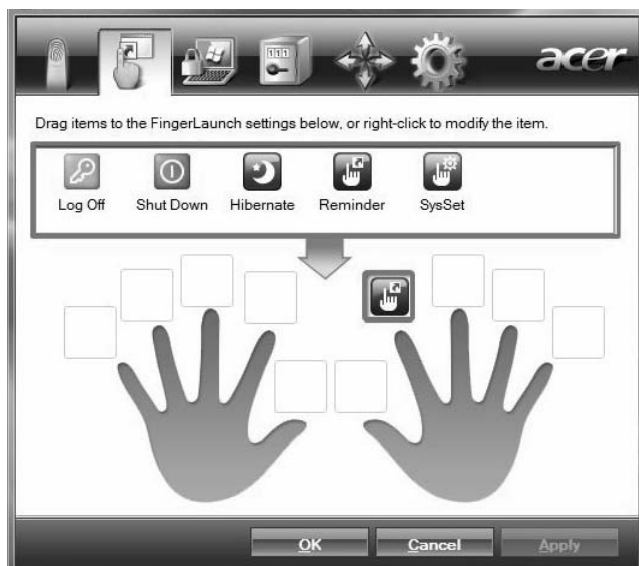 acer
Drag items to the FingerLaunch settings below, or right-click to modify the item.
Log Off Shut Down Hibernate Reminder SysSet
OK Cancel Apply